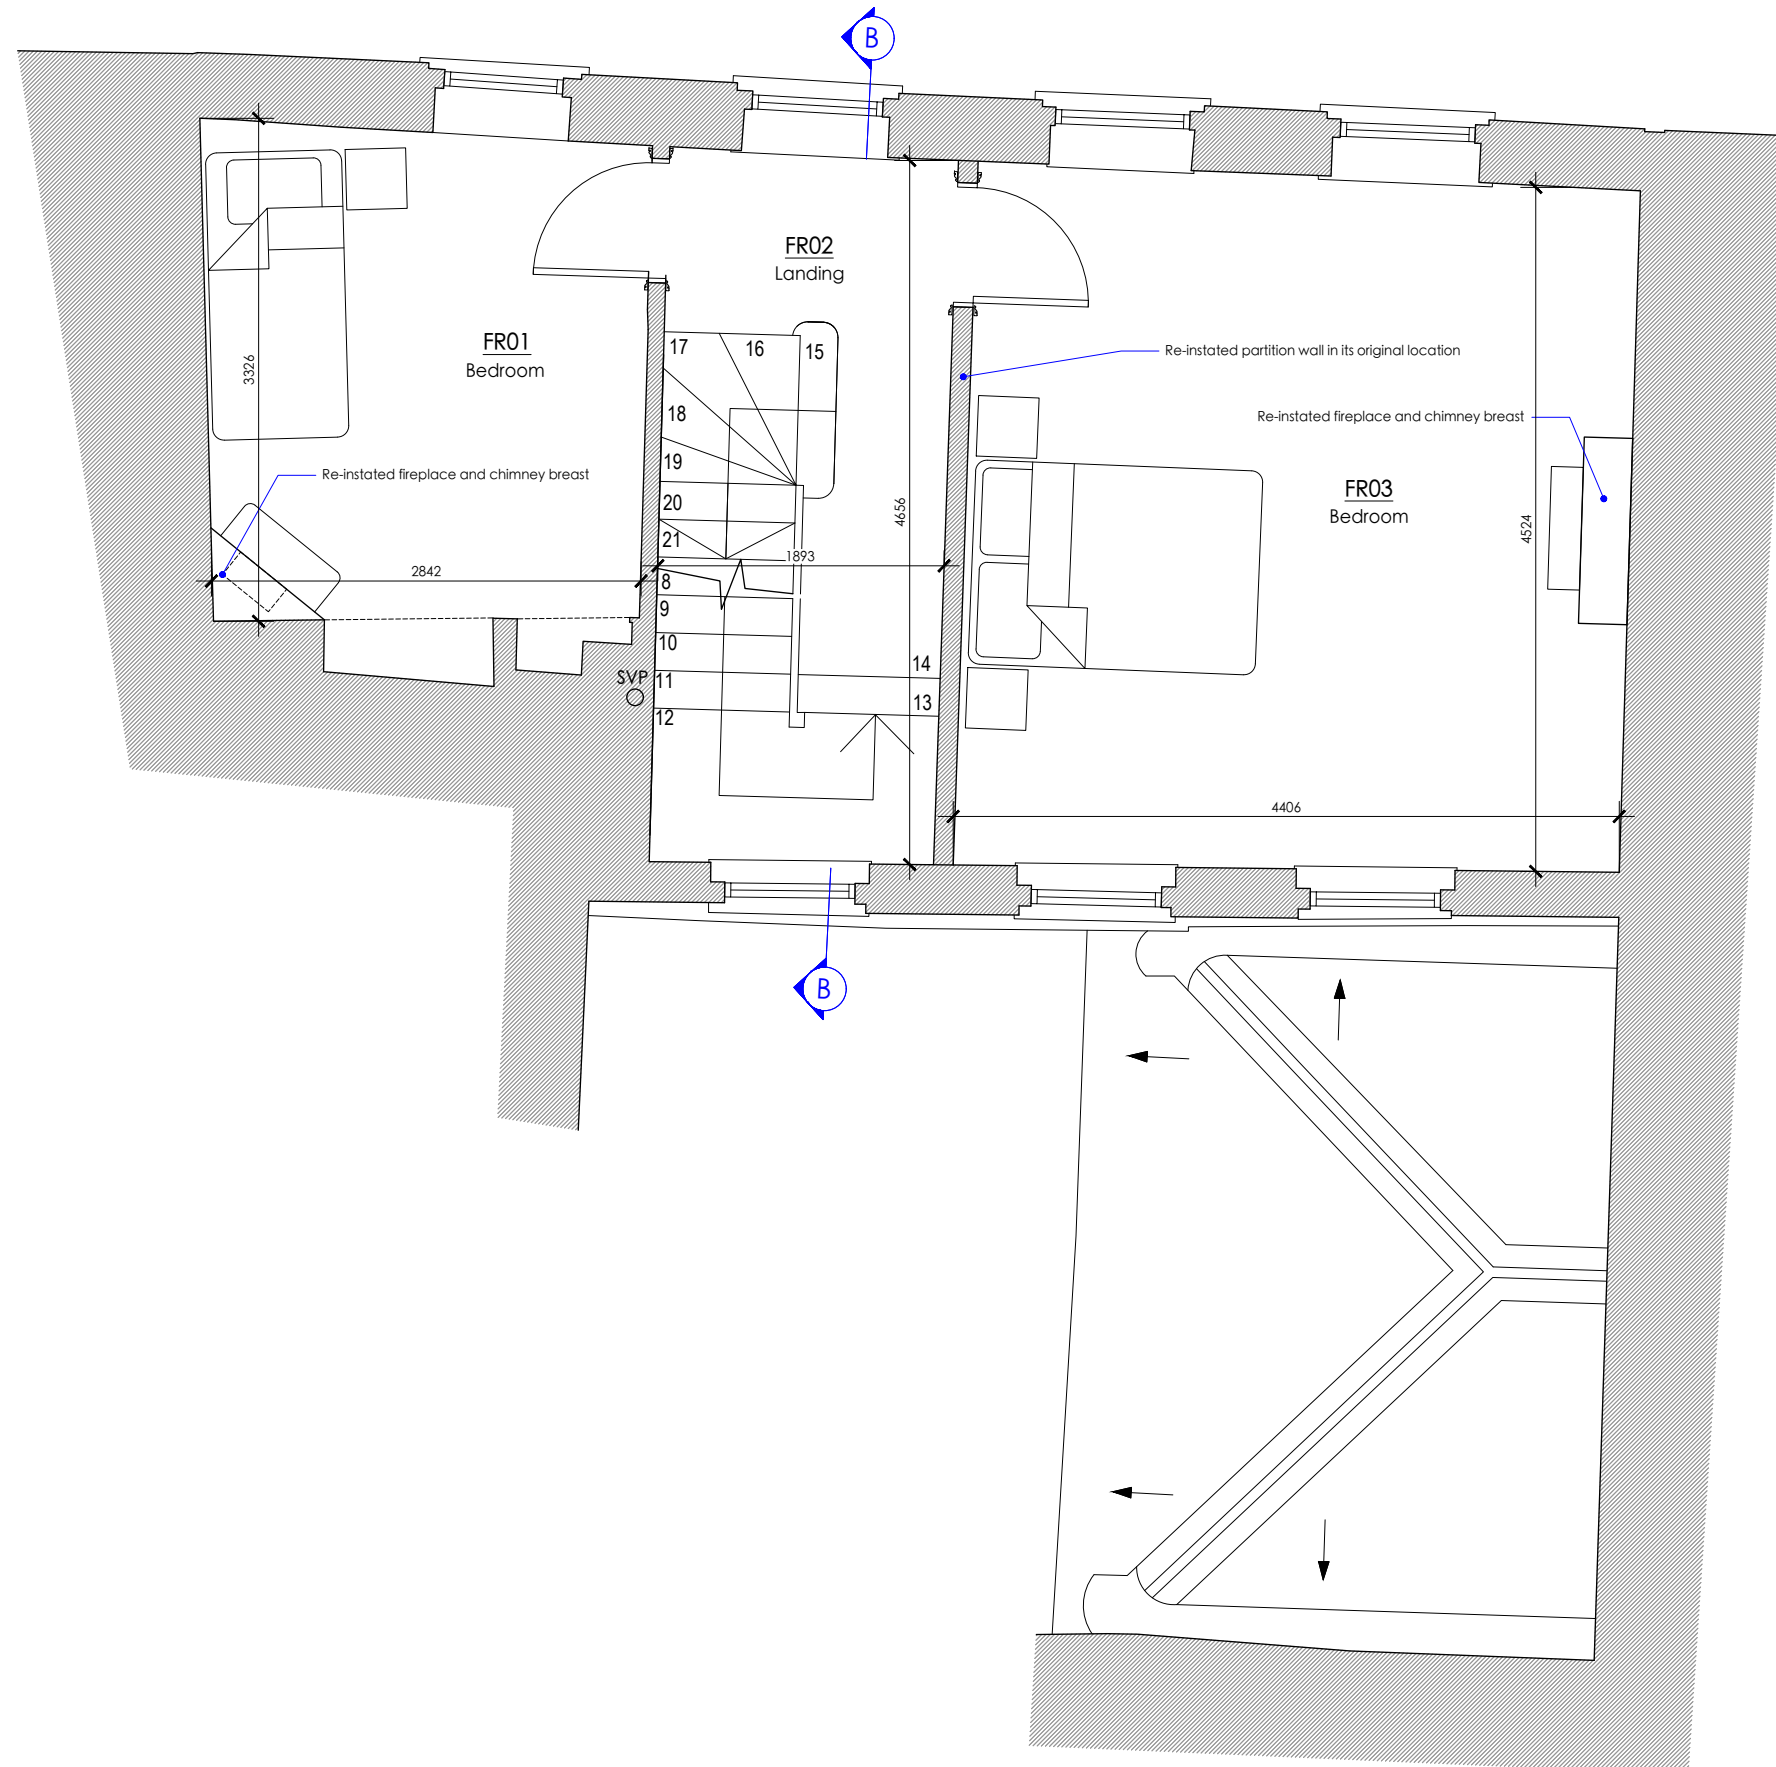 B
FR02
Landing
FR01
Bedroom
3326
17
16
15
Re-instated partition wall in its original location
18
Re-instated fireplace and chimney breast
19
Re-instated fireplace and chimney breast
20
FR03
Bedroom
4656
4524
21
1893
2842
8
9
10
14
SVP
11
13
12
4406
B